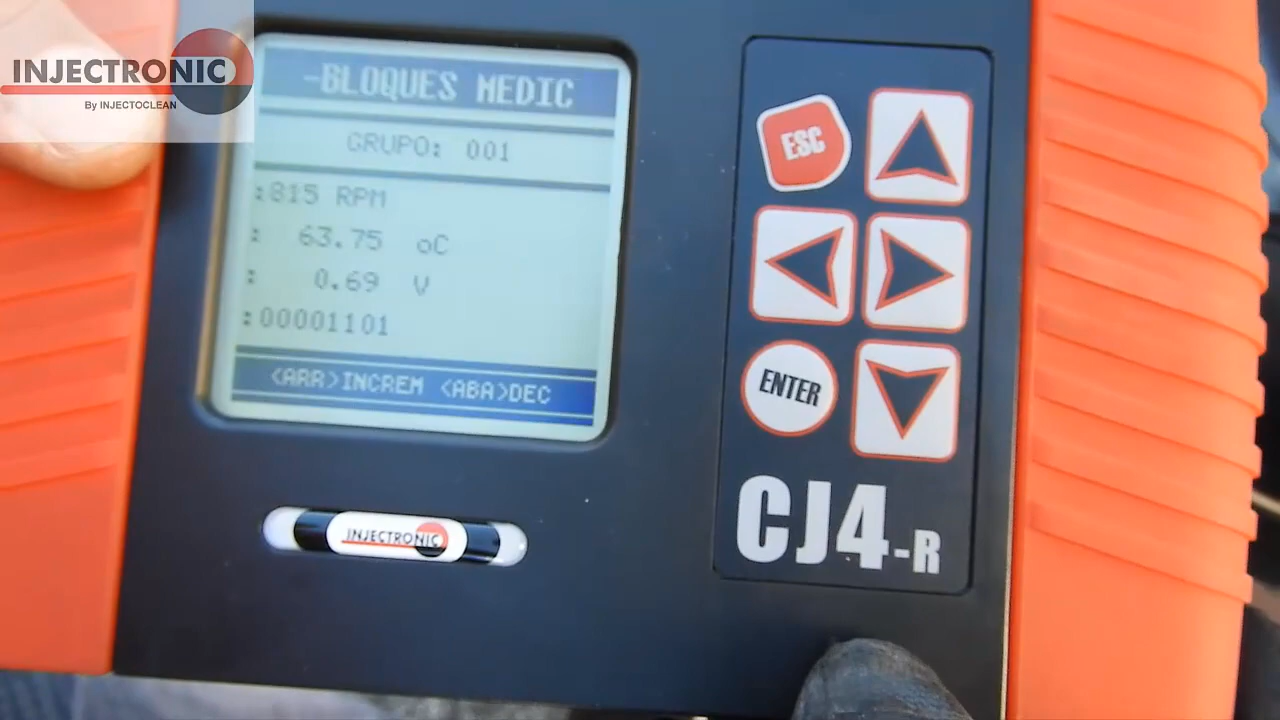 INJECTRONIC
By INJECTOCLEAN
-BLOQUES MEDIC
GRUPO: 001
:815 RPM
: 63.75 oC
: 0.69 V
:00001101
<ARR>INCREM <ABA>DEC
ESC
ENTER
INJECTRONIC
CJ4-R